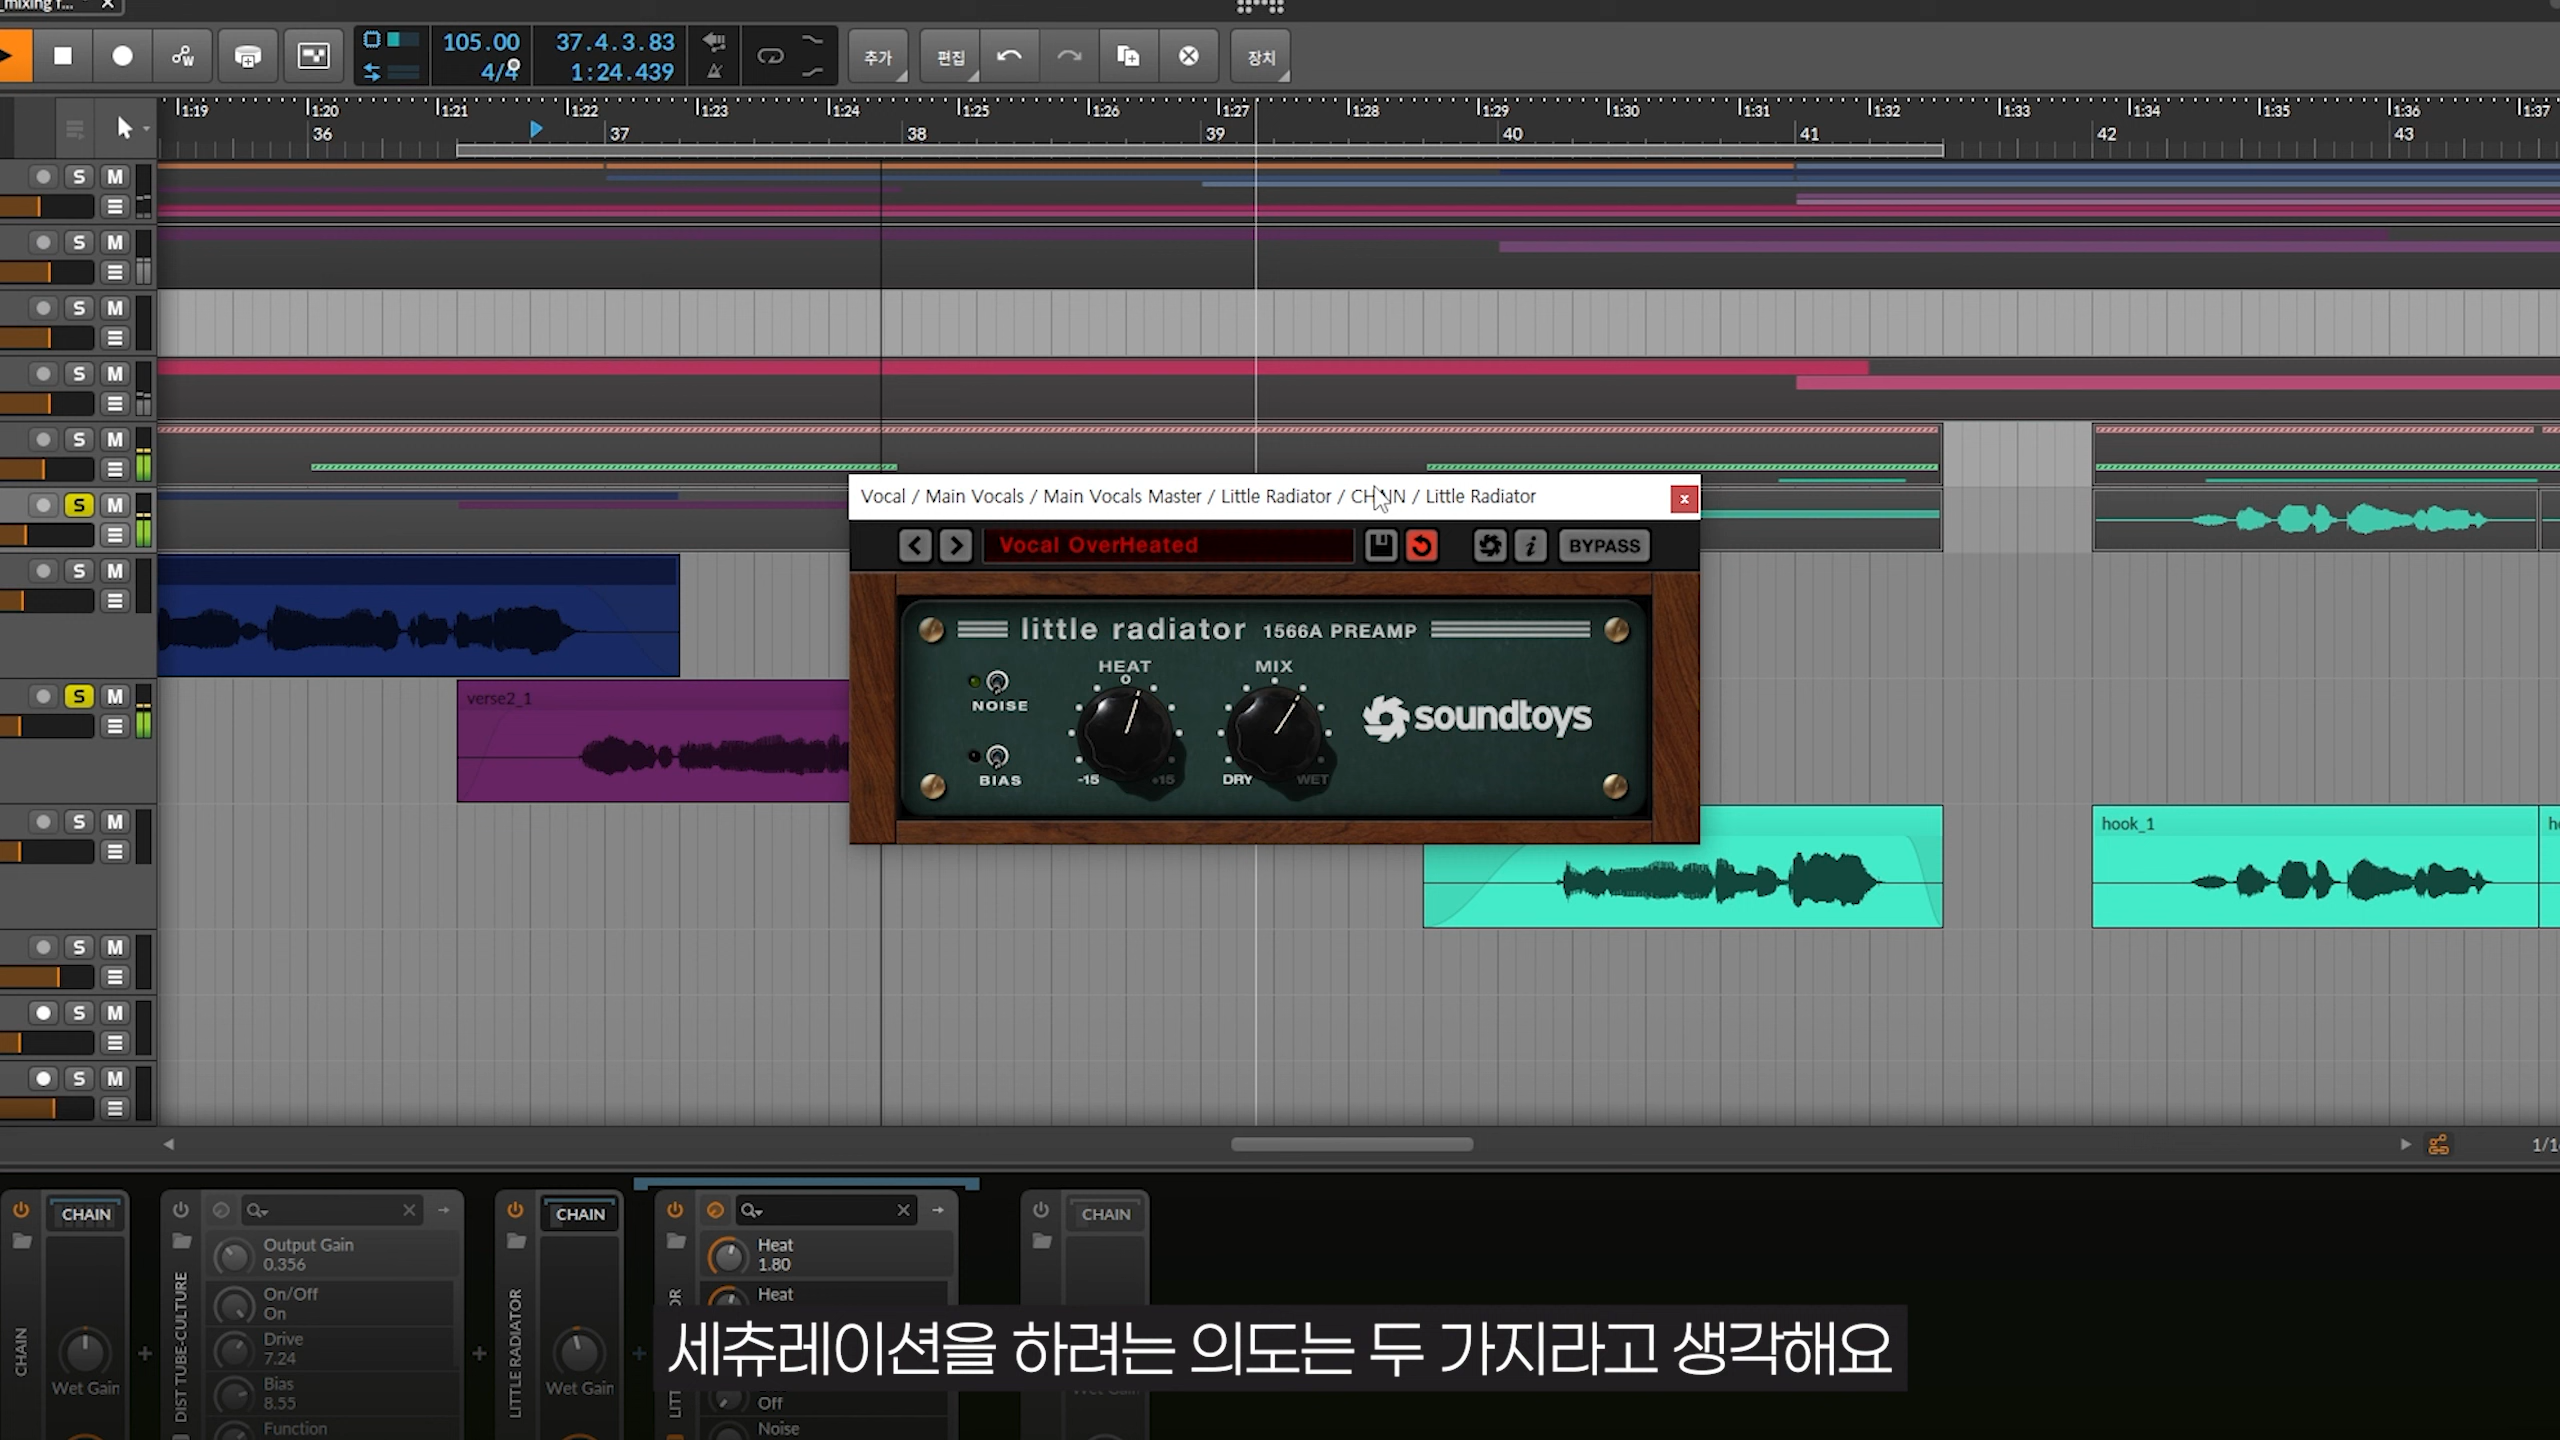 _mixing f...
105.00
4/4
37.4.3.83
1:24.439
추가
편집
장치
1:19 1:20 1:21 1:22 1:23 1:24 1:25 1:26 1:27 1:28 1:29 1:30 1:31 1:32 1:33 1:34 1:35 1:36 1:37
36 37 38 39 40 41 42 43
S M
S M
S M
S M
S M
S M
Vocal / Main Vocals / Main Vocals Master / Little Radiator / CHAIN / Little Radiator
x
Vocal OverHeated
i
BYPASS
S M
little radiator 1566A PREAMP
HEAT
0
MIX
NOISE
soundtoys
BIAS
-15 +15
DRY WET
S M
verse2_1
S M
hook_1
S M
S M
S M
1/1
CHAIN
CHAIN
Wet Gain
DIST TUBE-CULTURE
Output Gain
0.356
On/Off
On
Drive
7.24
Bias
8.55
Function
LITTLE RADIATOR
CHAIN
Wet Gain
Heat
1.80
Heat
Off
Noise
CHAIN
세츄레이션을 하려는 의도는 두 가지라고 생각해요